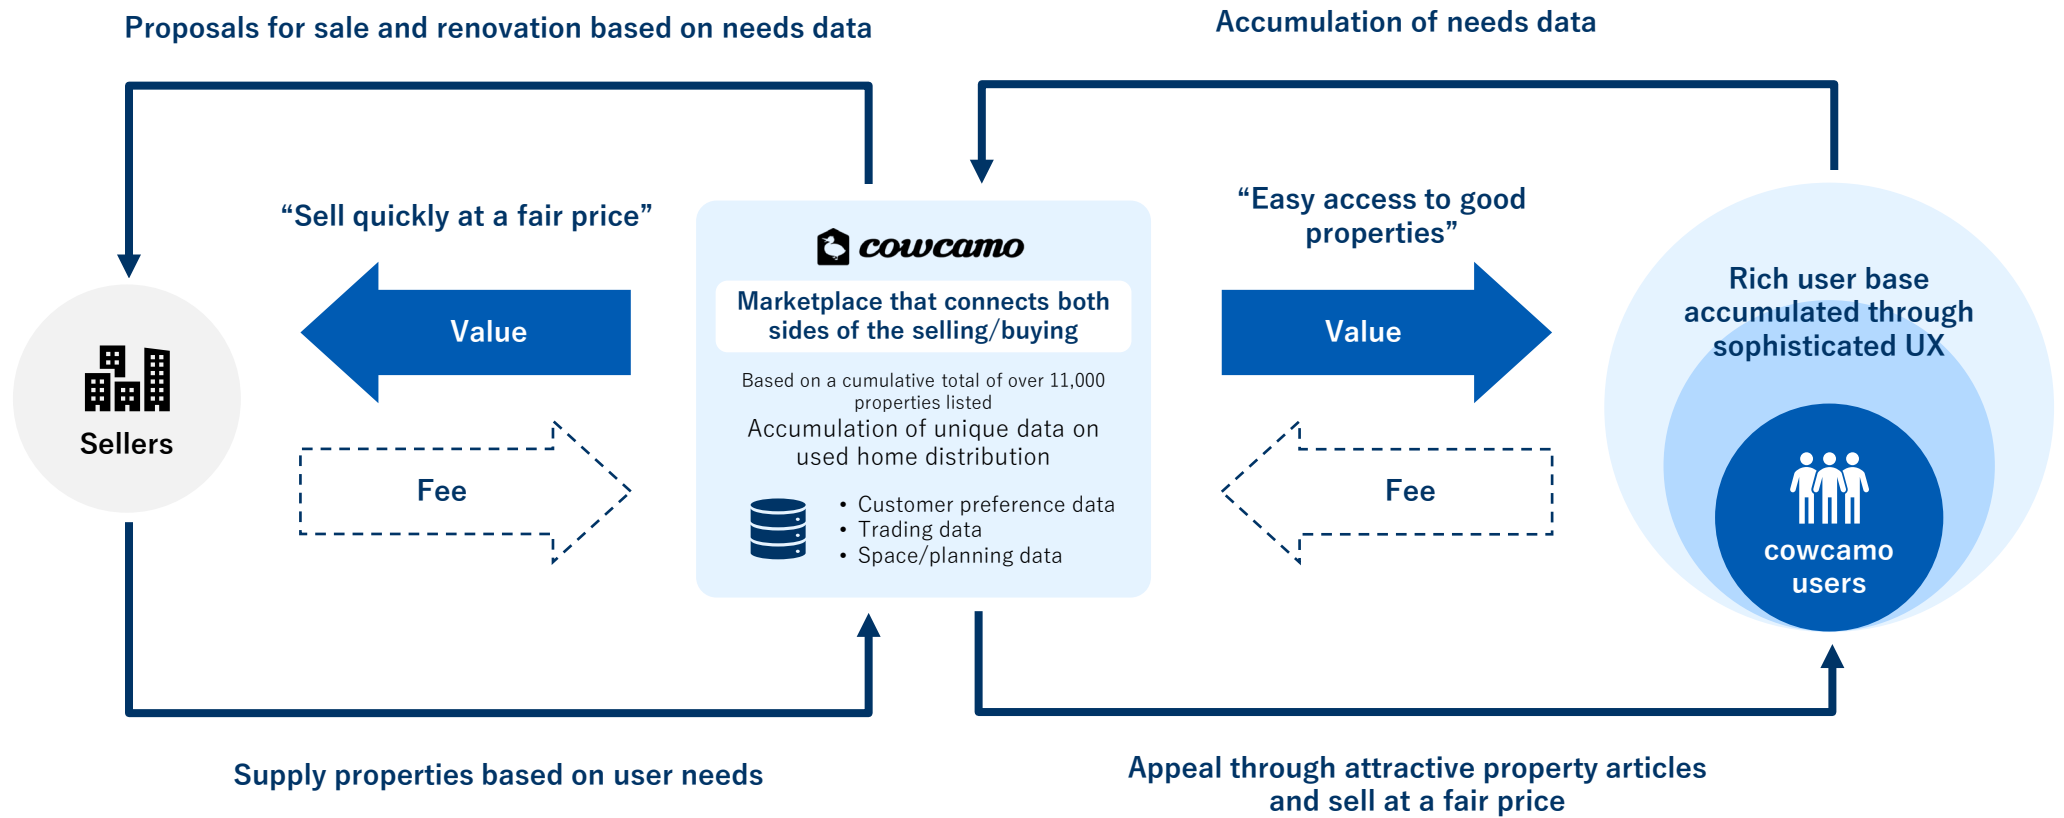 Proposals for sale and renovation based on needs data
Accumulation of needs data
“Sell quickly at a fair price”
Value
Fee
Sellers
cowcamo
Marketplace that connects both
sides of the selling/buying
Based on a cumulative total of over 11,000
properties listed
Accumulation of unique data on
used home distribution
• Customer preference data
• Trading data
• Space/planning data
“Easy access to good
properties”
Value
Fee
Rich user base
accumulated through
sophisticated UX
cowcamo
users
Supply properties based on user needs
Appeal through attractive property articles
and sell at a fair price